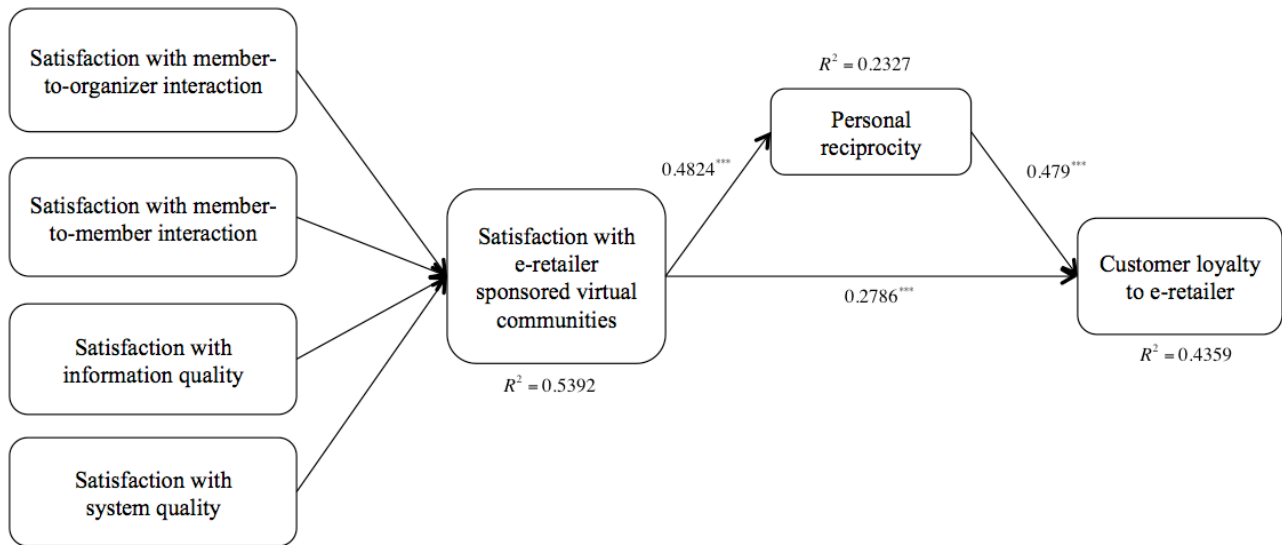 Satisfaction with member-
to-organizer interaction
Satisfaction with member-
to-member interaction
Satisfaction with
information quality
Satisfaction with
system quality
Satisfaction with
e-retailer
sponsored virtual
communities
R² = 0.5392
R² = 0.2327
Personal
reciprocity
0.4824***
0.479***
0.2786***
Customer loyalty
to e-retailer
R² = 0.4359